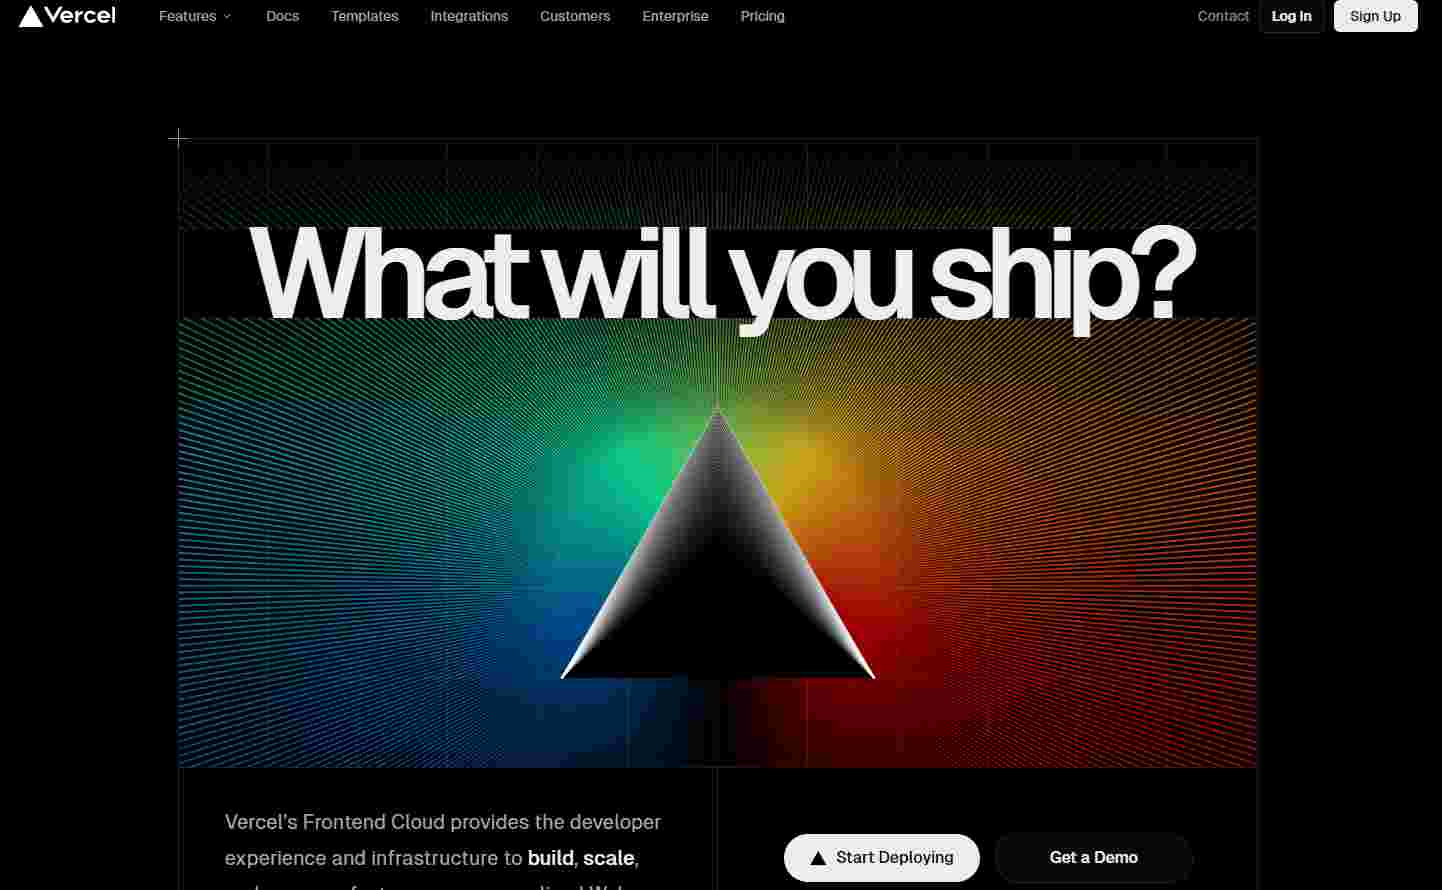 Vercel
Features
Docs
Templates
Integrations
Customers
Enterprise
Pricing
Contact
Log In
Sign Up
What will you ship?
Vercel's Frontend Cloud provides the developer
experience and infrastructure to build, scale,
Start Deploying
Get a Demo